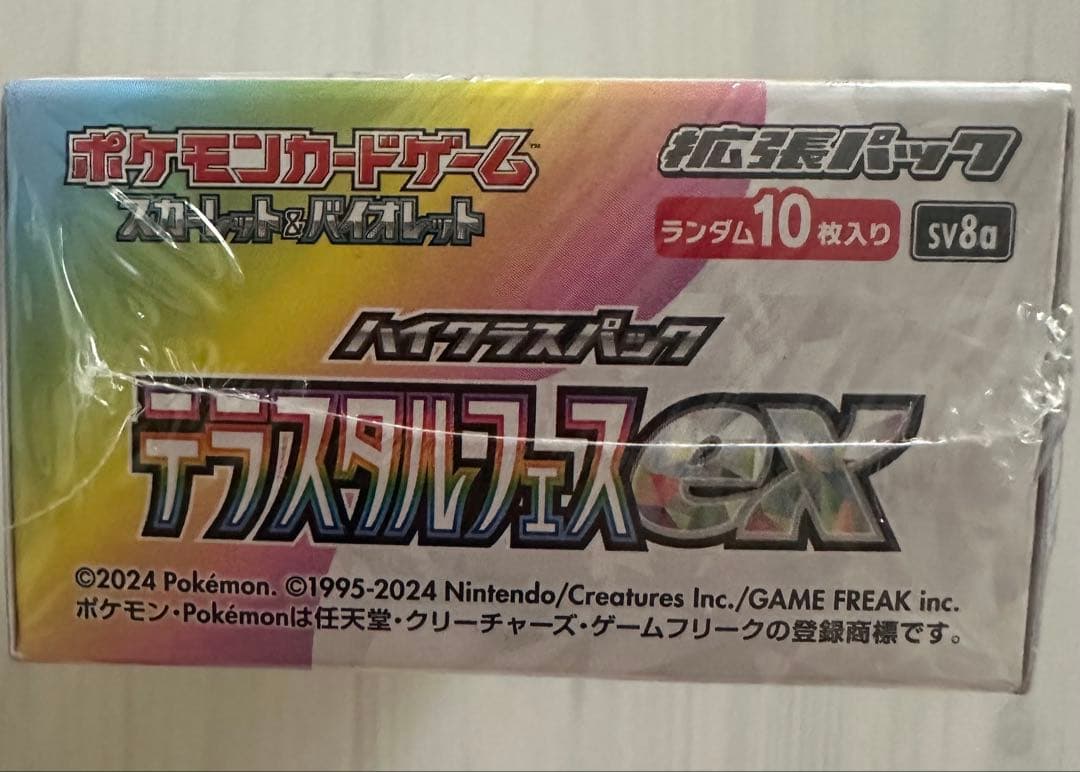 ポケモンカードゲーム™
スカーレット&バイオレット
拡張パック
ランダム10枚入り
sv8a
ハイクラスパック
テラスタルフェスex
©2024 Pokémon. ©1995-2024 Nintendo/Creatures Inc./GAME FREAK inc.
ポケモン・Pokémonは任天堂・クリーチャーズ・ゲームフリークの登録商標です。